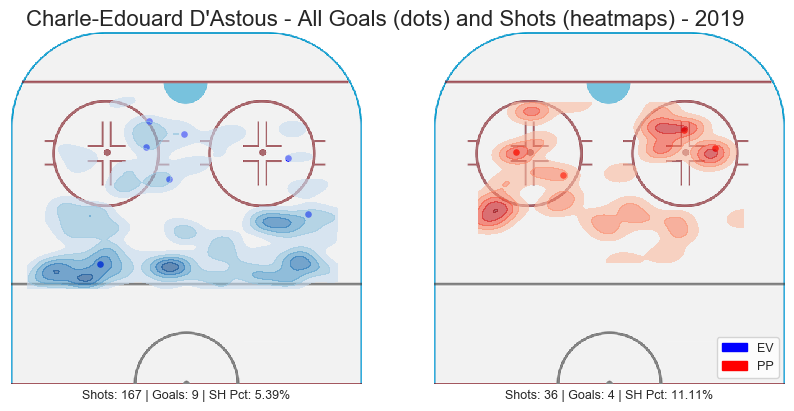 Charle-Edouard D'Astous - All Goals (dots) and Shots (heatmaps) - 2019
EV
PP
Shots: 167 | Goals: 9 | SH Pct: 5.39%
Shots: 36 | Goals: 4 | SH Pct: 11.11%